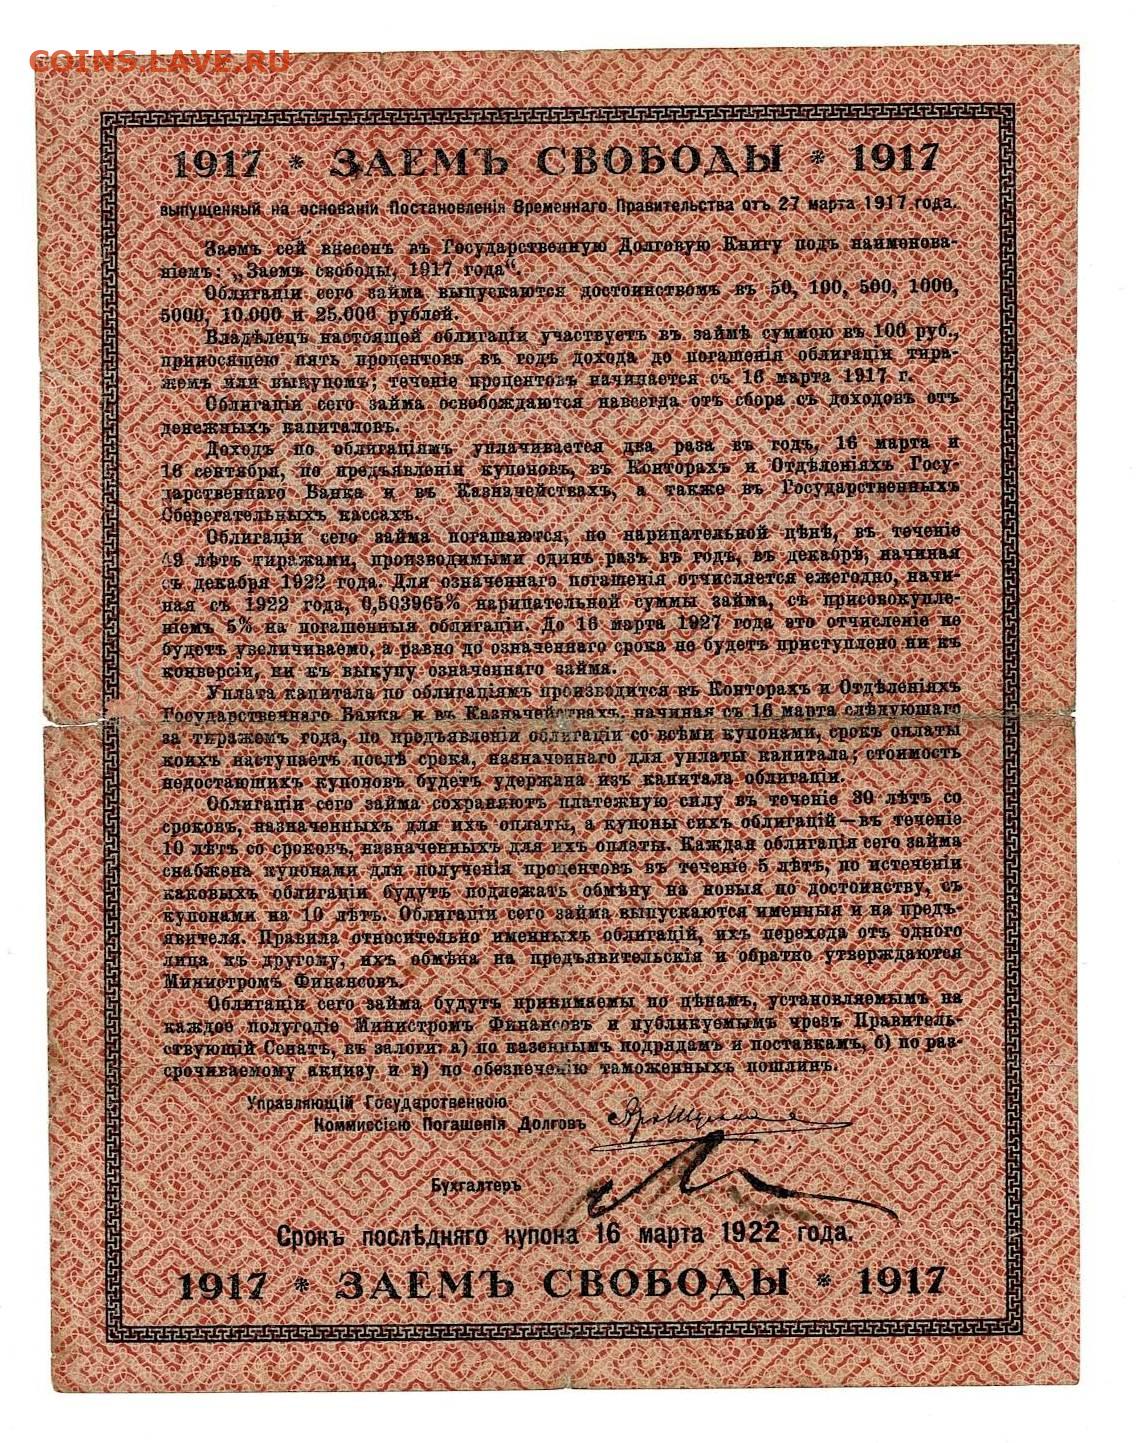 COINS.LAVE.RU
1917 * ЗАЕМЪ СВОБОДЫ * 1917
выпущенный на основаніи Постановленія Временнаго Правительства отъ 27 марта 1917 года.
Заемъ сей внесенъ въ Государственную Долговую Книгу подъ наименова-
ніемъ: „Заемъ свободы, 1917 года“.
Облигаціи сего займа выпускаются достоинствомъ въ 50, 100, 500, 1000,
5000, 10.000 и 25.000 рублей.
Владѣлецъ настоящей облигаціи участвуетъ въ займѣ суммою въ 100 руб.,
приносящею пять процентовъ въ годъ дохода до погашенія облигаціи тира-
жемъ или выкупомъ; теченіе процентовъ начинается съ 16 марта 1917 г.
Облигаціи сего займа освобождаются навсегда отъ сбора съ доходовъ отъ
денежныхъ капиталовъ.
Доходъ по облигаціямъ уплачивается два раза въ годъ, 16 марта и
16 сентября, по предъявленіи купоновъ, въ Конторахъ и Отдѣленіяхъ Госу-
дарственнаго Банка и въ Казначействахъ, а также въ Государственныхъ
Сберегательныхъ кассахъ.
Облигаціи сего займа погашаются, по нарицательной цѣнѣ, въ теченіе
49 лѣтъ тиражами, производимыми одинъ разъ въ годъ, въ декабрѣ, начиная
съ декабря 1922 года. Для означеннаго погашенія отчисляется ежегодно, начи-
ная съ 1922 года, 0,503965% нарицательной суммы займа, съ присовокупле-
ніемъ 5% на погашенныя облигаціи. До 16 марта 1927 года это отчисленіе не
будетъ увеличиваемо, а равно до означеннаго срока не будетъ приступлено ни къ
конверсіи, ни къ выкупу означеннаго займа.
Уплата капитала по облигаціямъ производится въ Конторахъ и Отдѣленіяхъ
Государственнаго Банка и въ Казначействахъ, начиная съ 16 марта слѣдующаго
за тиражемъ года, по предъявленіи облигаціи со всѣми купонами, срокъ оплаты
коихъ наступаетъ послѣ срока, назначеннаго для уплаты капитала; стоимость
недостающихъ купоновъ будетъ удержана изъ капитала облигаціи.
Облигаціи сего займа сохраняютъ платежную силу въ теченіе 30 лѣтъ со
сроковъ, назначенныхъ для ихъ оплаты, а купоны сихъ облигацій—въ теченіе
10 лѣтъ со сроковъ, назначенныхъ для ихъ оплаты. Каждая облигація сего займа
снабжена купонами для полученія процентовъ въ теченіе 5 лѣтъ, по истеченіи
каковыхъ облигаціи будутъ подлежать обмѣну на новыя по достоинству, съ
купонами на 10 лѣтъ. Облигаціи сего займа выпускаются именныя и на предъ-
явителя. Правила относительно именныхъ облигацій, ихъ перехода отъ одного
лица къ другому, ихъ обмѣна на предъявительскія и обратно утверждаются
Министромъ Финансовъ.
Облигаціи сего займа будутъ принимаемы по цѣнамъ, установляемымъ на
каждое полугодіе Министромъ Финансовъ и публикуемымъ чрезъ Правитель-
ствующій Сенатъ, въ залоги: а) по казеннымъ подрядамъ и поставкамъ, б) по раз-
срочиваемому акцизу и в) по обезпеченію таможенныхъ пошлинъ.
Управляющій Государственною
Коммиссіею Погашенія Долговъ
Бухгалтеръ
Срокъ послѣдняго купона 16 марта 1922 года.
1917 * ЗАЕМЪ СВОБОДЫ * 1917